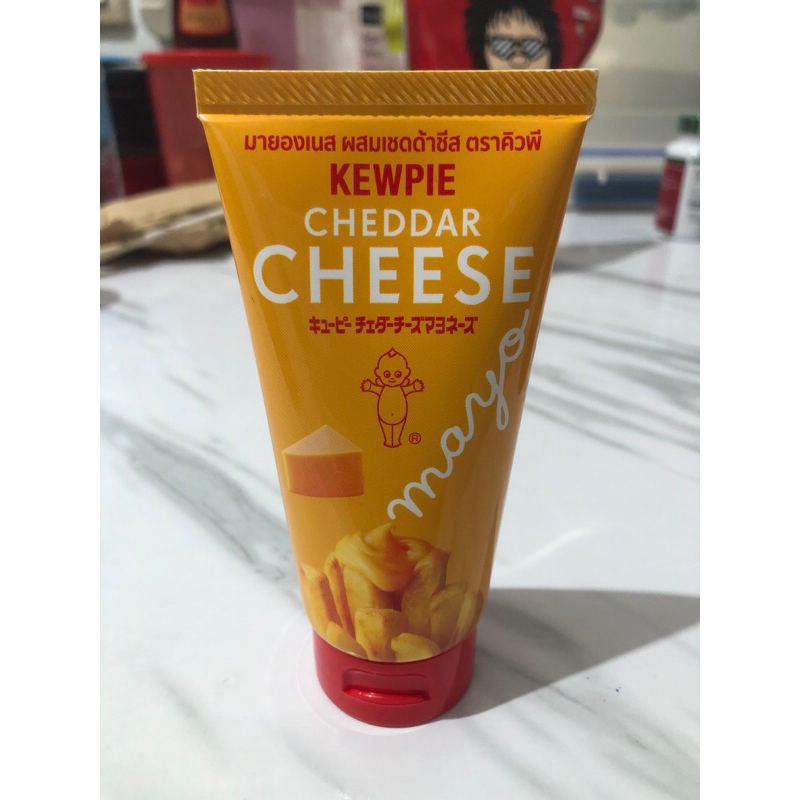 มายองเนส ผสมเชดด้าชีส ตราคิวพี
KEWPIE
CHEDDAR
CHEESE
キューピー チェダーチーズマヨネーズ
mayo
®